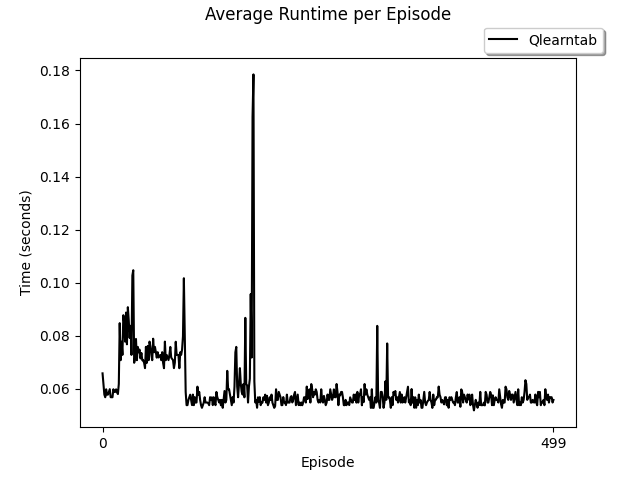 Average Runtime per Episode
Qlearntab
0.18
0.16
0.14
0.12
0.10
0.08
0.06
Time (seconds)
0
499
Episode